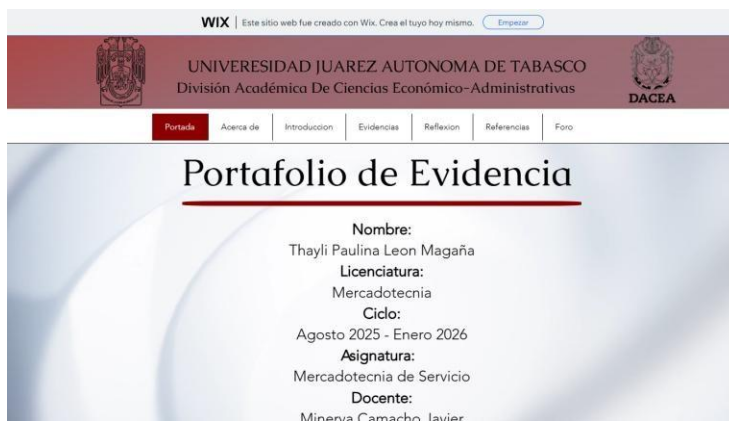 WIX | Este sitio web fue creado con Wix. Crea el tuyo hoy mismo. Empezar
UNIVERESIDAD JUAREZ AUTONOMA DE TABASCO
División Académica De Ciencias Económico-Administrativas
DACEA
Portada Acerca de Introduccion Evidencias Reflexion Referencias Foro
Portafolio de Evidencia
Nombre:
Thayli Paulina Leon Magaña
Licenciatura:
Mercadotecnia
Ciclo:
Agosto 2025 - Enero 2026
Asignatura:
Mercadotecnia de Servicio
Docente:
Minerva Camacho Javier